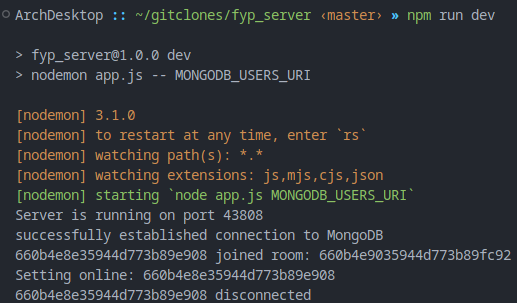 ArchDesktop :: ~/gitclones/fyp_server ‹master› » npm run dev
> fyp_server@1.0.0 dev
> nodemon app.js -- MONGODB_USERS_URI
[nodemon] 3.1.0
[nodemon] to restart at any time, enter `rs`
[nodemon] watching path(s): *.*
[nodemon] watching extensions: js,mjs,cjs,json
[nodemon] starting `node app.js MONGODB_USERS_URI`
Server is running on port 43808
successfully established connection to MongoDB
660b4e8e35944d773b89e908 joined room: 660b4e9035944d773b89fc92
Setting online: 660b4e8e35944d773b89e908
660b4e8e35944d773b89e908 disconnected